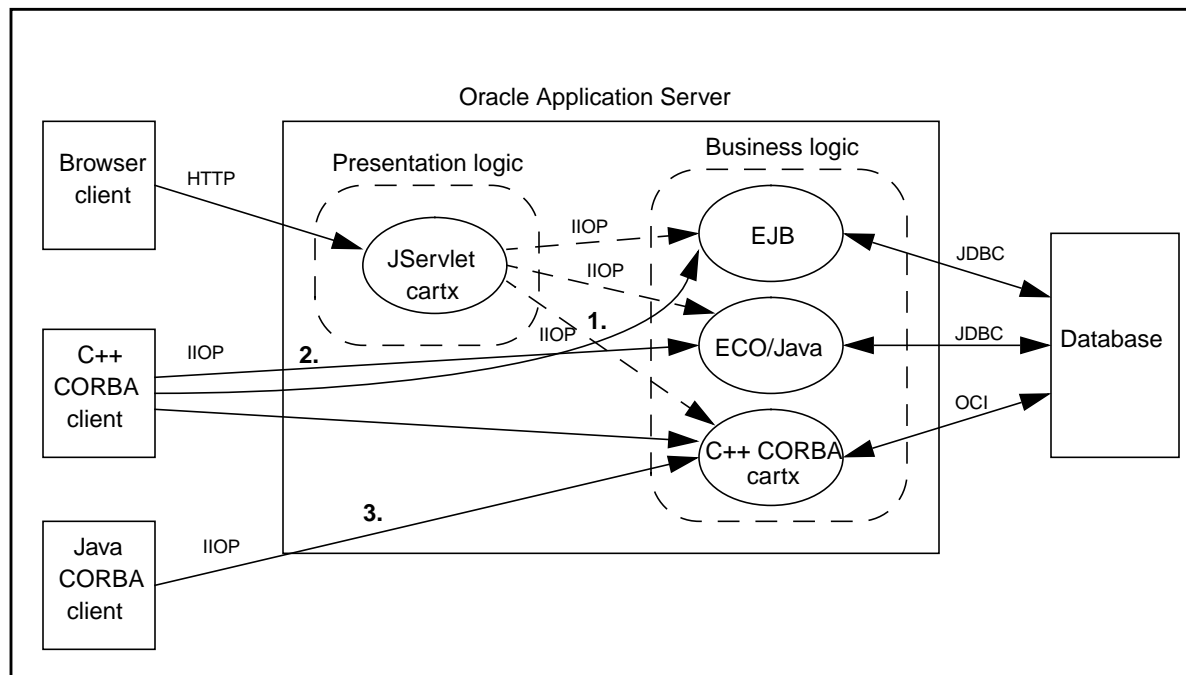 Oracle Application Server
Browser
client
HTTP
Presentation logic
Business logic
JServlet
cartx
IIOP
IIOP
IIOP
EJB
JDBC
1.
C++
CORBA
client
IIOP
2.
ECO/Java
JDBC
Database
OCI
C++ CORBA
cartx
3.
Java
CORBA
client
IIOP